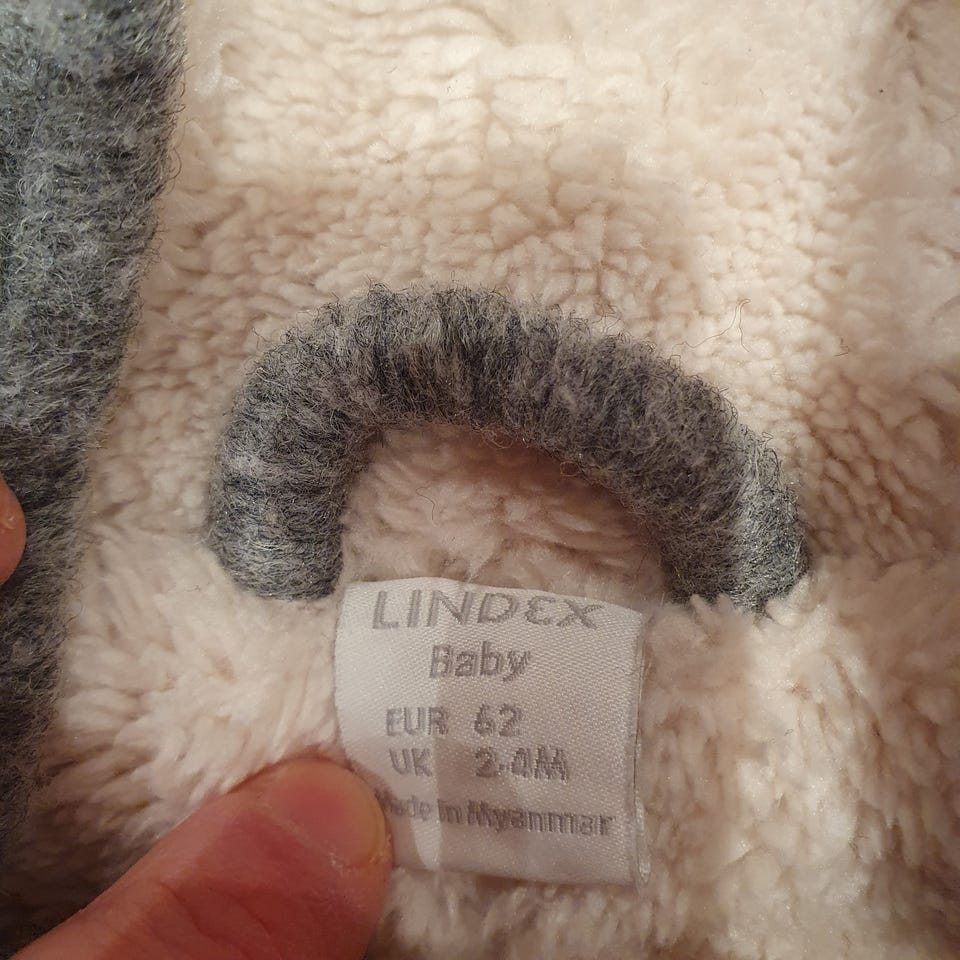 LINDEX
Baby
EUR 62
UK 2-4M
Made in Myanmar